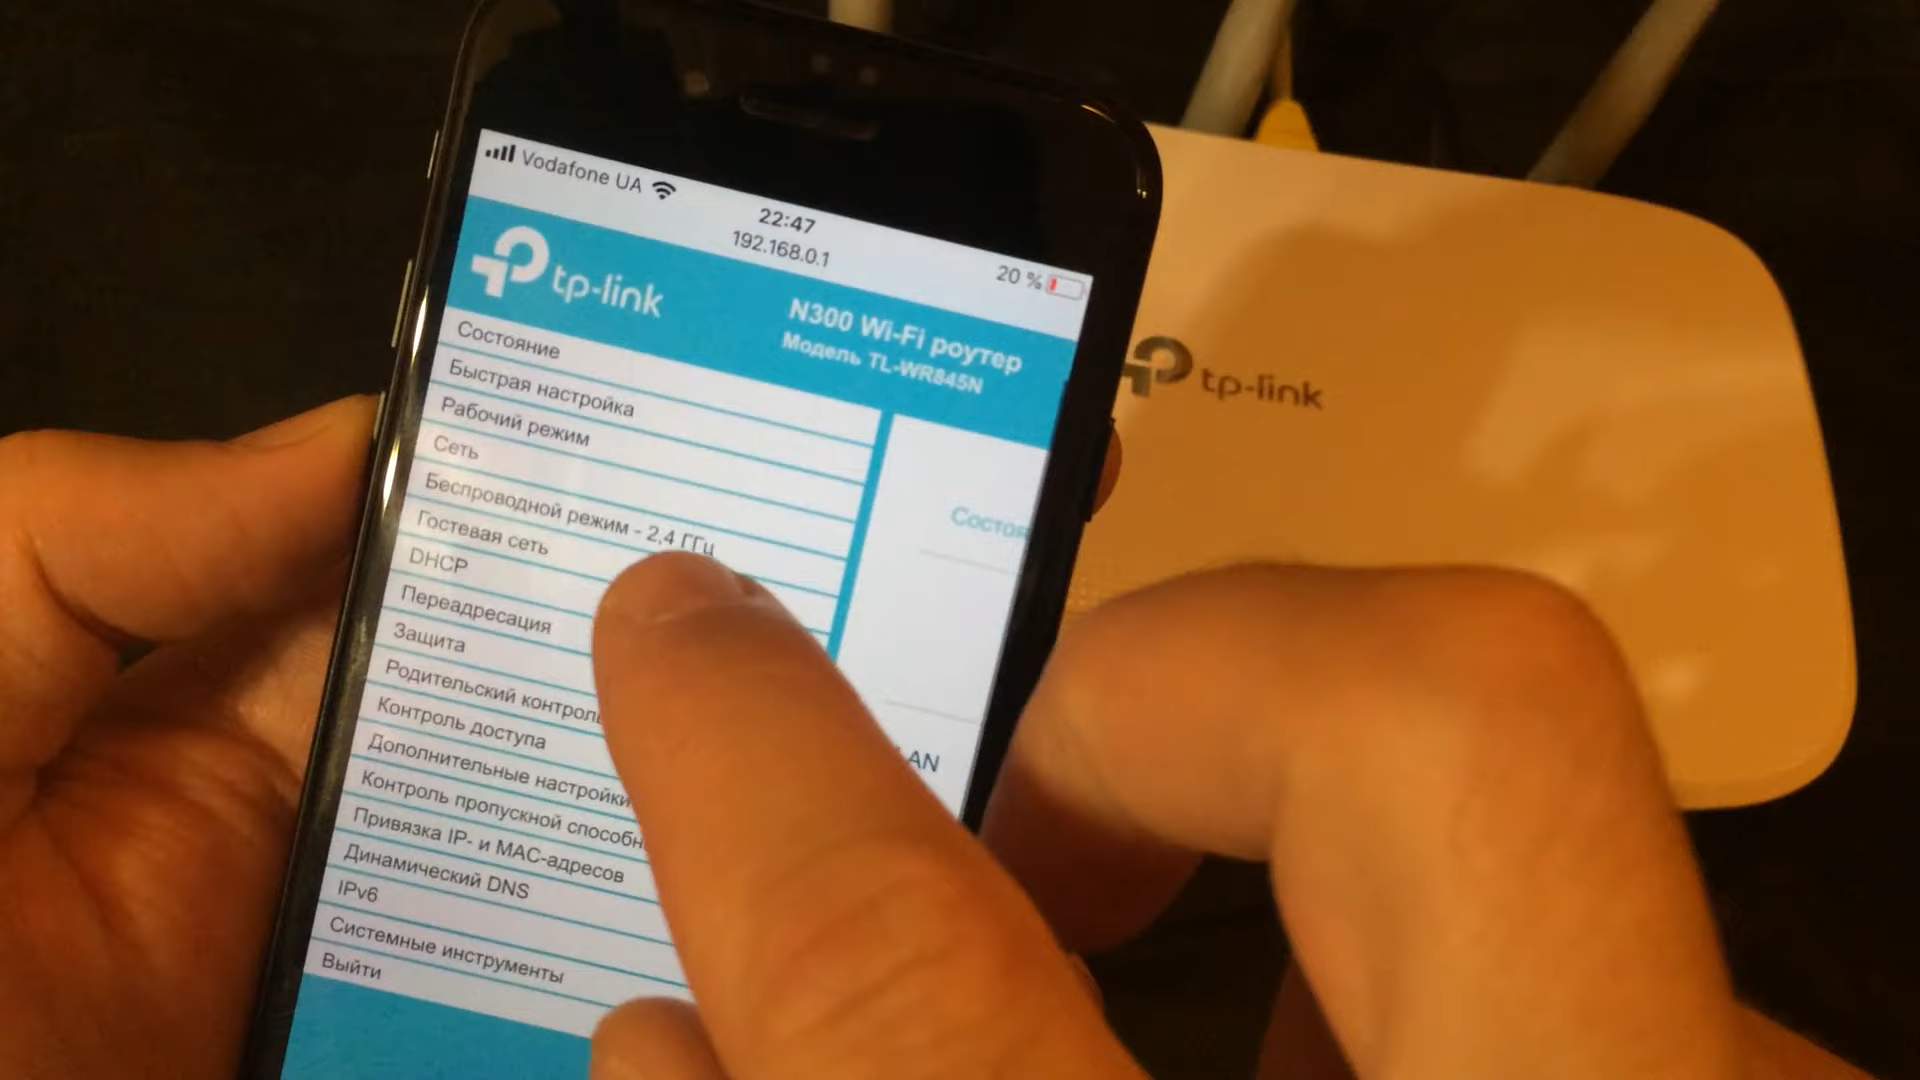 Vodafone UA
22:47
192.168.0.1
20 %
tp-link
N300 Wi-Fi роутер
Модель TL-WR845N
Состояние
Быстрая настройка
Рабочий режим
Сеть
Беспроводной режим - 2,4 ГГц
Гостевая сеть
DHCP
Переадресация
Защита
Родительский контроль
Контроль доступа
Дополнительные настройки
Контроль пропускной способн
Привязка IP- и MAC-адресов
Динамический DNS
IPv6
Системные инструменты
Выйти
Состоя
LAN
tp-link